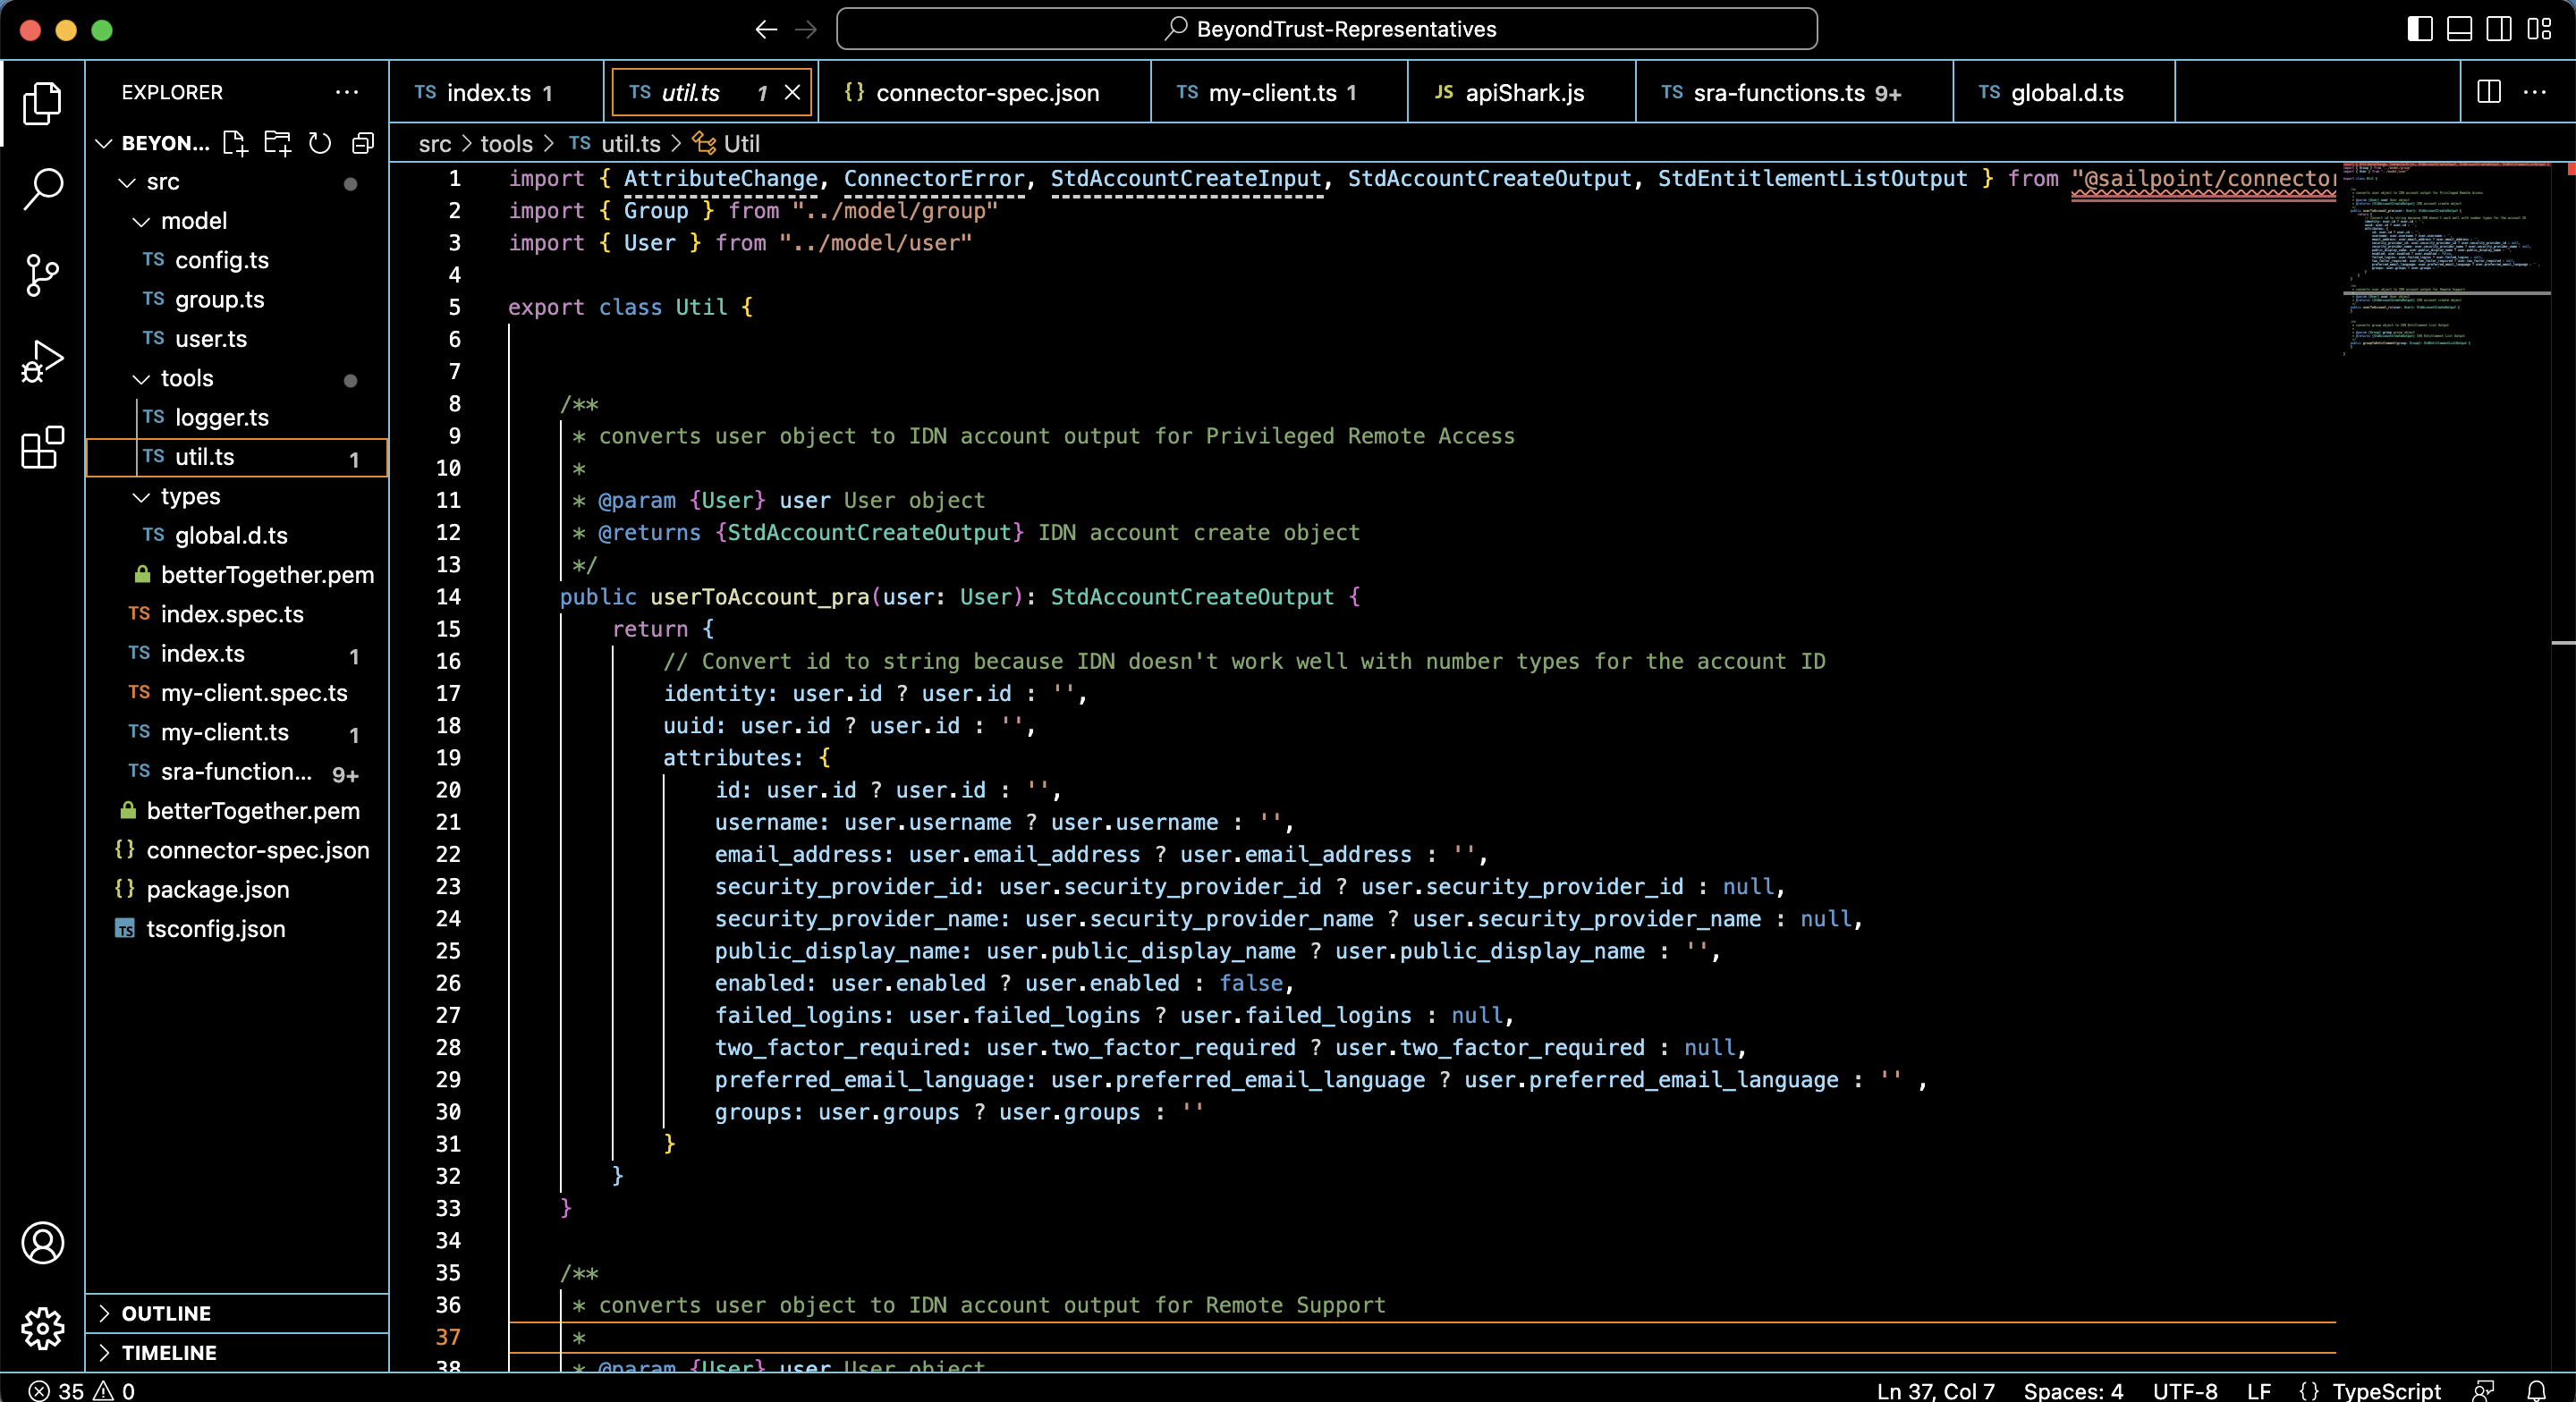 BeyondTrust-Representatives
EXPLORER
TS index.ts 1
TS util.ts 1
{} connector-spec.json
TS my-client.ts 1
JS apiShark.js
TS sra-functions.ts 9+
TS global.d.ts
BEYON...
src > tools > TS util.ts > Util
src
model
TS config.ts
TS group.ts
TS user.ts
tools
TS logger.ts
TS util.ts 1
types
TS global.d.ts
betterTogether.pem
TS index.spec.ts
TS index.ts 1
TS my-client.spec.ts
TS my-client.ts 1
TS sra-function... 9+
betterTogether.pem
{} connector-spec.json
{} package.json
TS tsconfig.json
OUTLINE
TIMELINE
1 import { AttributeChange, ConnectorError, StdAccountCreateInput, StdAccountCreateOutput, StdEntitlementListOutput } from "@sailpoint/connector
2 import { Group } from "../model/group"
3 import { User } from "../model/user"
4
5 export class Util {
6
7
8 /**
9 * converts user object to IDN account output for Privileged Remote Access
10 *
11 * @param {User} user User object
12 * @returns {StdAccountCreateOutput} IDN account create object
13 */
14 public userToAccount_pra(user: User): StdAccountCreateOutput {
15 return {
16 // Convert id to string because IDN doesn't work well with number types for the account ID
17 identity: user.id ? user.id : '',
18 uuid: user.id ? user.id : '',
19 attributes: {
20 id: user.id ? user.id : '',
21 username: user.username ? user.username : '',
22 email_address: user.email_address ? user.email_address : '',
23 security_provider_id: user.security_provider_id ? user.security_provider_id : null,
24 security_provider_name: user.security_provider_name ? user.security_provider_name : null,
25 public_display_name: user.public_display_name ? user.public_display_name : '',
26 enabled: user.enabled ? user.enabled : false,
27 failed_logins: user.failed_logins ? user.failed_logins : null,
28 two_factor_required: user.two_factor_required ? user.two_factor_required : null,
29 preferred_email_language: user.preferred_email_language ? user.preferred_email_language : '' ,
30 groups: user.groups ? user.groups : ''
31 }
32 }
33 }
34
35 /**
36 * converts user object to IDN account output for Remote Support
37 *
38 * @param {User} user User object
35 0
Ln 37, Col 7 Spaces: 4 UTF-8 LF {} TypeScript